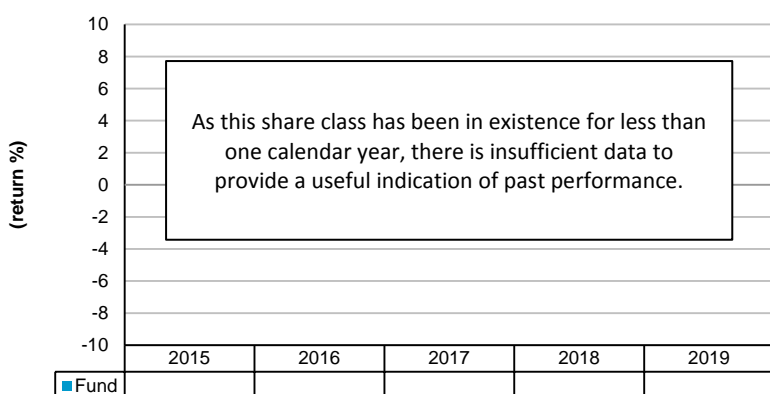 10
8
6
4
2
0
-2
-4
-6
-8
-10
(return %)
As this share class has been in existence for less than
one calendar year, there is insufficient data to
provide a useful indication of past performance.
2015 2016 2017 2018 2019
Fund